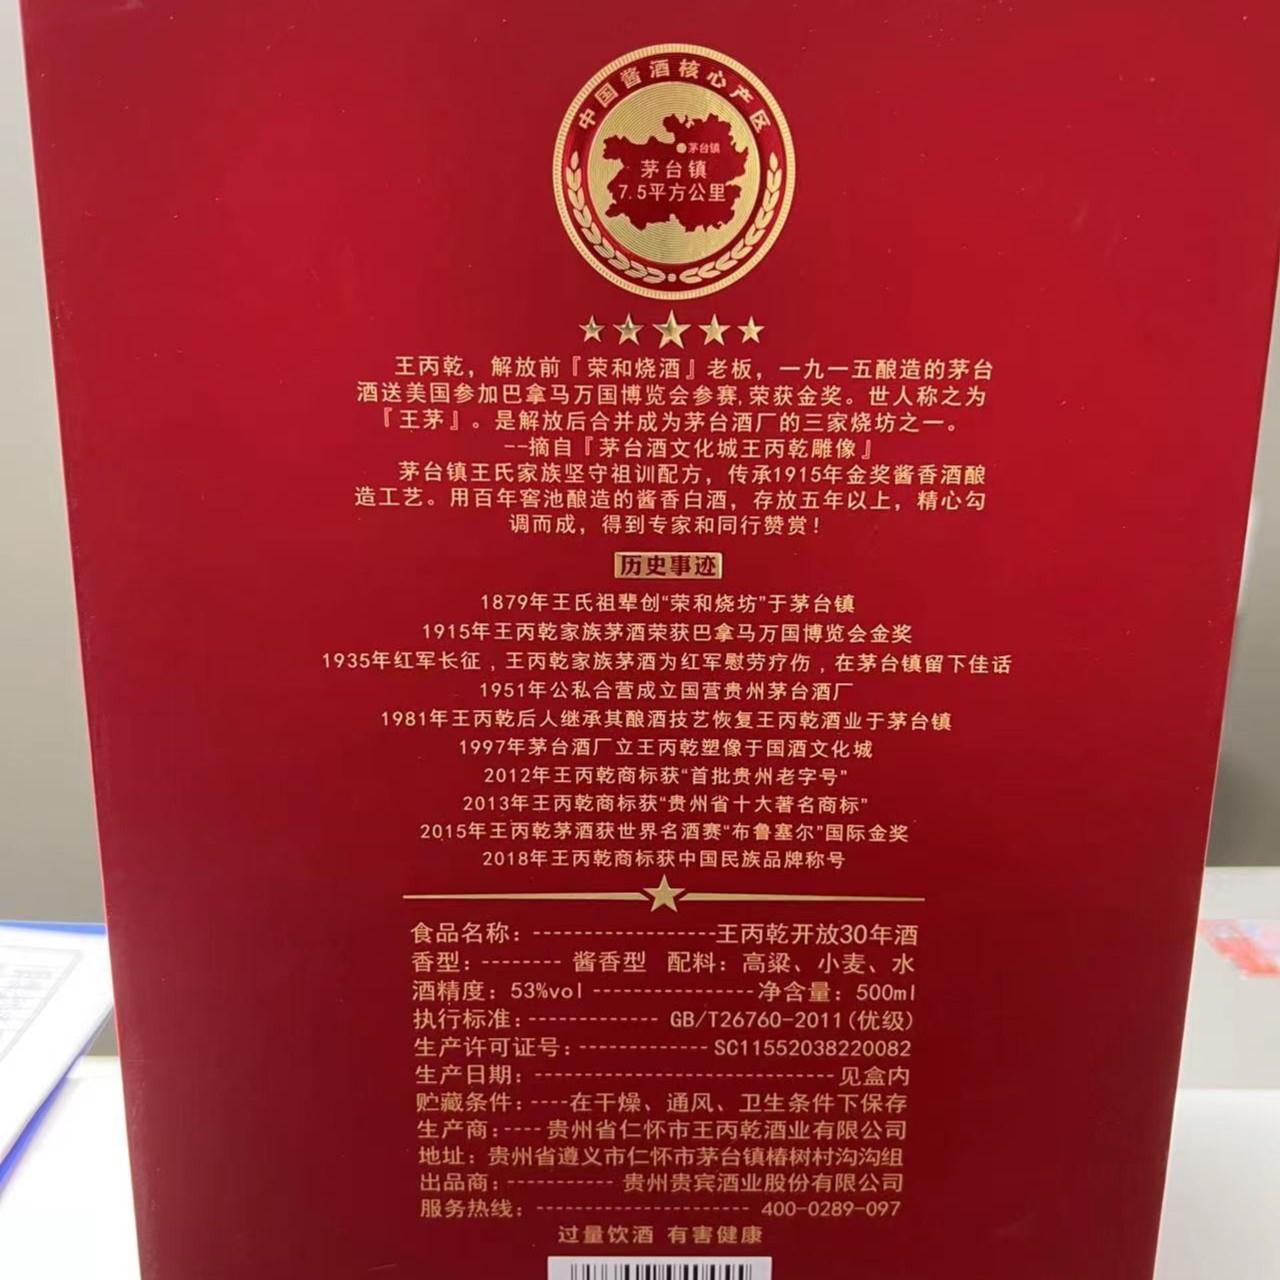 中国酱酒核心产区
茅台镇
茅台镇
7.5平方公里
王丙乾，解放前『荣和烧酒』老板，一九一五酿造的茅台
酒送美国参加巴拿马万国博览会参赛,荣获金奖。世人称之为
『王茅』。是解放后合并成为茅台酒厂的三家烧坊之一。
--摘自『茅台酒文化城王丙乾雕像』
茅台镇王氏家族坚守祖训配方，传承1915年金奖酱香酒酿
造工艺。用百年窖池酿造的酱香白酒，存放五年以上，精心勾
调而成，得到专家和同行赞赏！
历史事迹
1879年王氏祖辈创“荣和烧坊”于茅台镇
1915年王丙乾家族茅酒荣获巴拿马万国博览会金奖
1935年红军长征，王丙乾家族茅酒为红军慰劳疗伤，在茅台镇留下佳话
1951年公私合营成立国营贵州茅台酒厂
1981年王丙乾后人继承其酿酒技艺恢复王丙乾酒业于茅台镇
1997年茅台酒厂立王丙乾塑像于国酒文化城
2012年王丙乾商标获“首批贵州老字号”
2013年王丙乾商标获“贵州省十大著名商标”
2015年王丙乾茅酒获世界名酒赛“布鲁塞尔”国际金奖
2018年王丙乾商标获中国民族品牌称号
食品名称：------------------王丙乾开放30年酒
香型：-------- 酱香型 配料：高粱、小麦、水
酒精度：53%vol ----------------净含量：500ml
执行标准：------------- GB/T26760-2011(优级)
生产许可证号：-------------SC11552038220082
生产日期：------------------------------见盒内
贮藏条件：----在干燥、通风、卫生条件下保存
生产商：----贵州省仁怀市王丙乾酒业有限公司
地址：贵州省遵义市仁怀市茅台镇椿树村沟沟组
出品商：----------- 贵州贵宾酒业股份有限公司
服务热线：--------------------- 400-0289-097
过量饮酒 有害健康